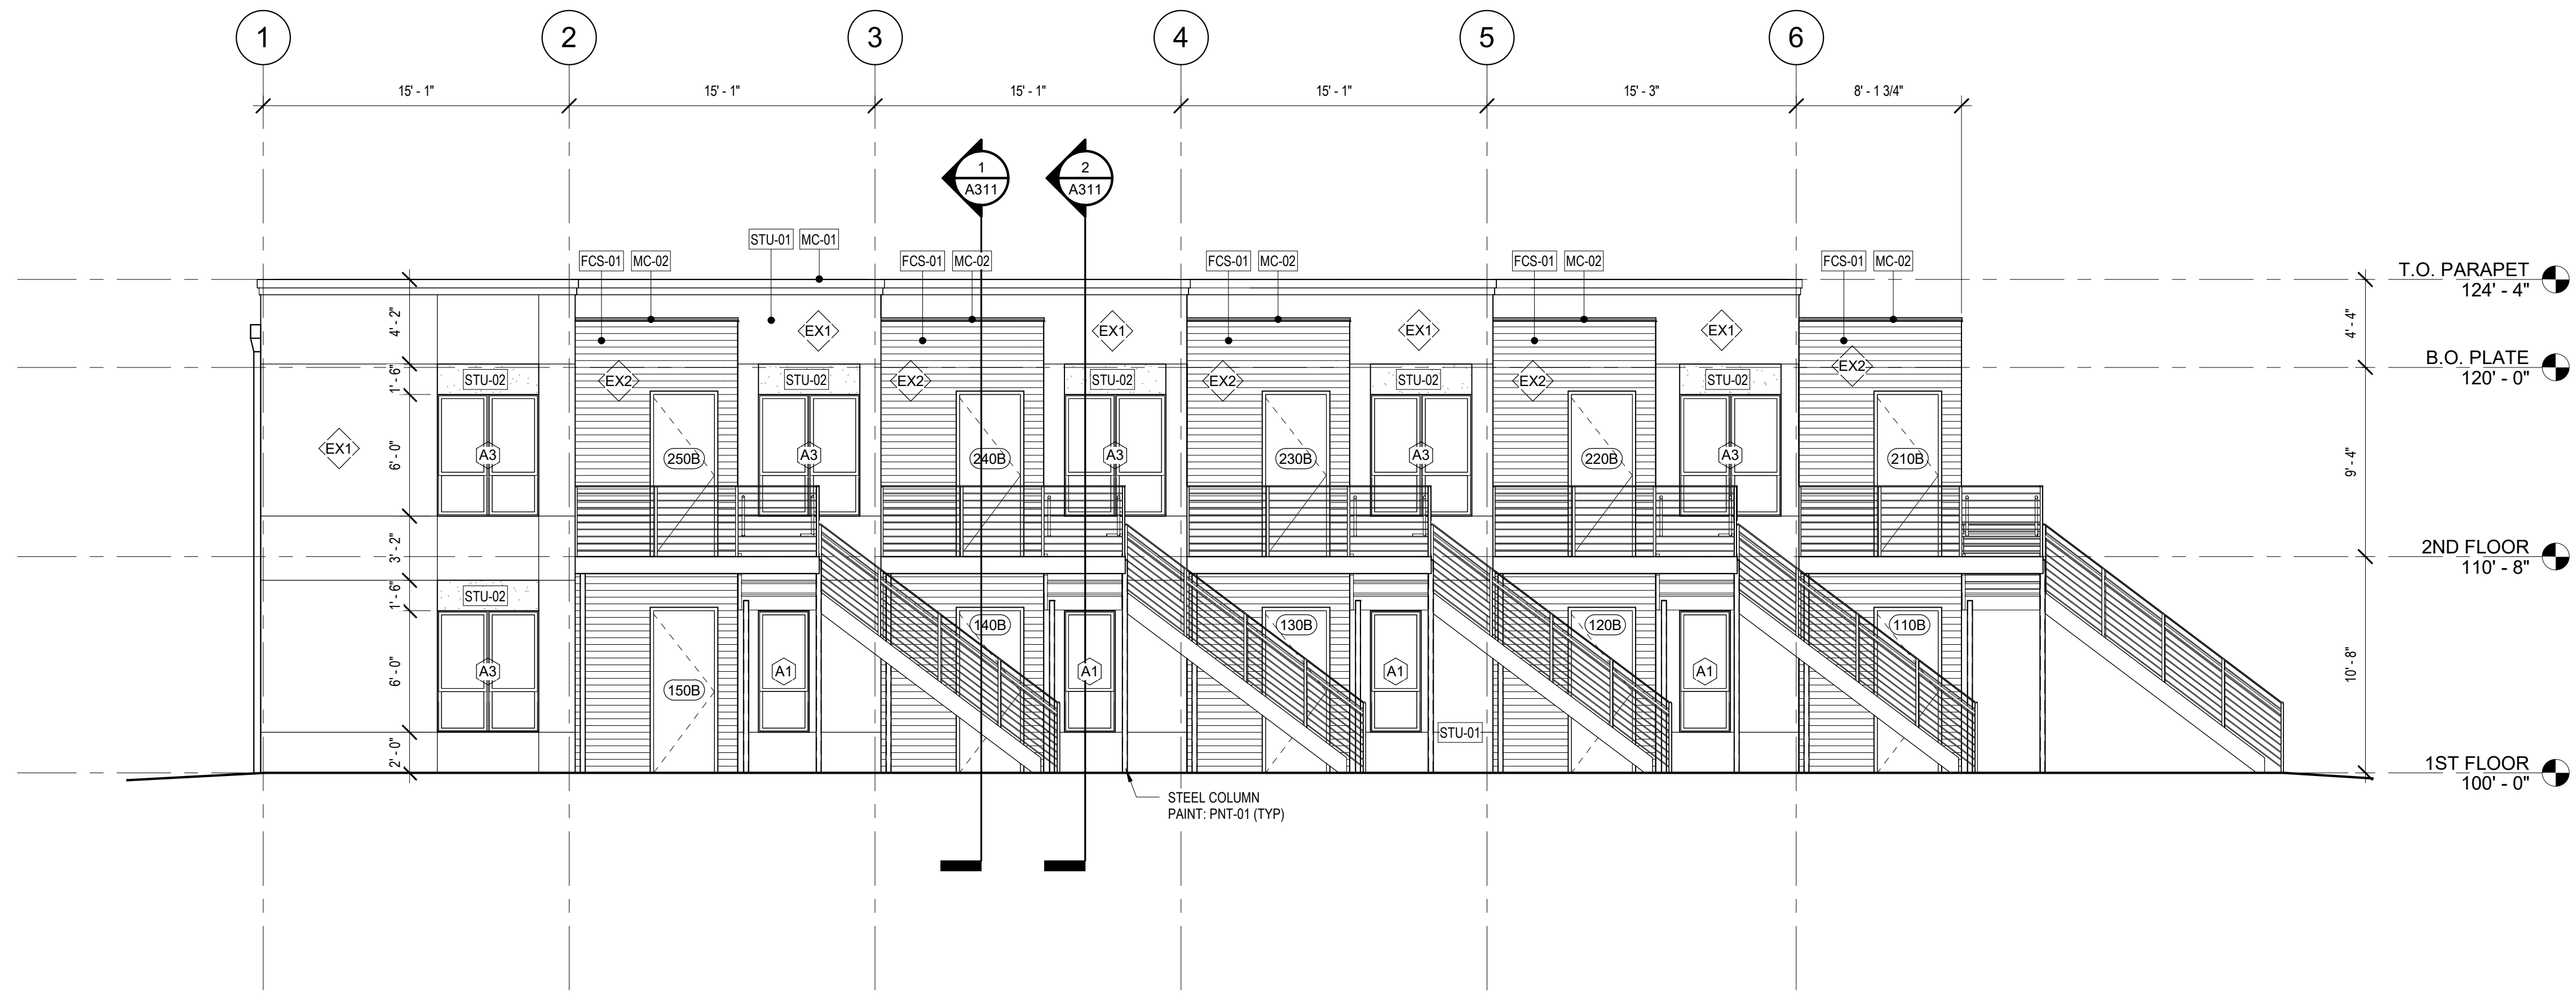 1 2 3 4 5 6
15' - 1" 15' - 1" 15' - 1" 15' - 1" 15' - 3" 8' - 1 3/4"
1 2
A311 A311
STU-01 MC-01
FCS-01 MC-02 FCS-01 MC-02 FCS-01 MC-02 FCS-01 MC-02 FCS-01 MC-02
T.O. PARAPET
124' - 4"
4' - 2" EX1 EX1 EX1 EX1 4' - 4"
B.O. PLATE
120' - 0"
1' - 6" STU-02 EX2 STU-02 EX2 STU-02 EX2 STU-02 EX2 STU-02 EX2
EX1 6' - 0" A3 250B A3 240B A3 230B A3 220B A3 210B 9' - 4"
2ND FLOOR
110' - 8"
3' - 2"
1' - 6" STU-02
140B 130B 120B 110B
6' - 0" A3 150B A1 A1 A1 A1 10' - 8"
STU-01
2' - 0"
1ST FLOOR
100' - 0"
STEEL COLUMN
PAINT: PNT-01 (TYP)